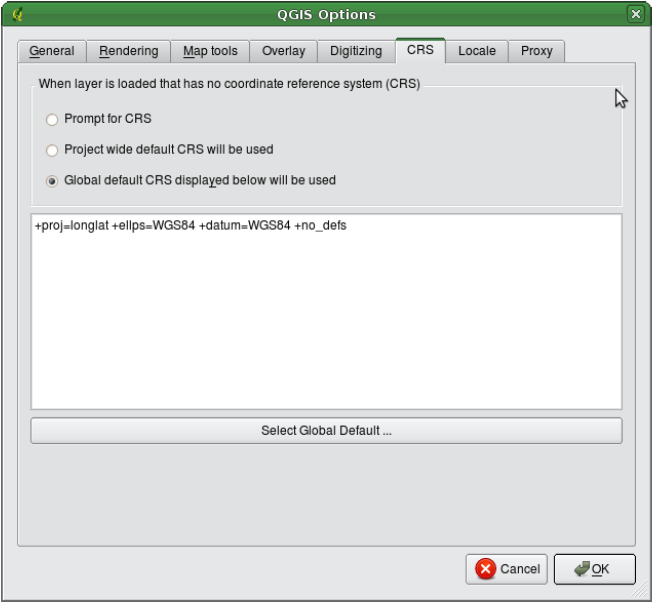 QGIS Options
General Rendering Map tools Overlay Digitizing CRS Locale Proxy
When layer is loaded that has no coordinate reference system (CRS)
Prompt for CRS
Project wide default CRS will be used
Global default CRS displayed below will be used
+proj=longlat +ellps=WGS84 +datum=WGS84 +no_defs
Select Global Default ...
Cancel OK